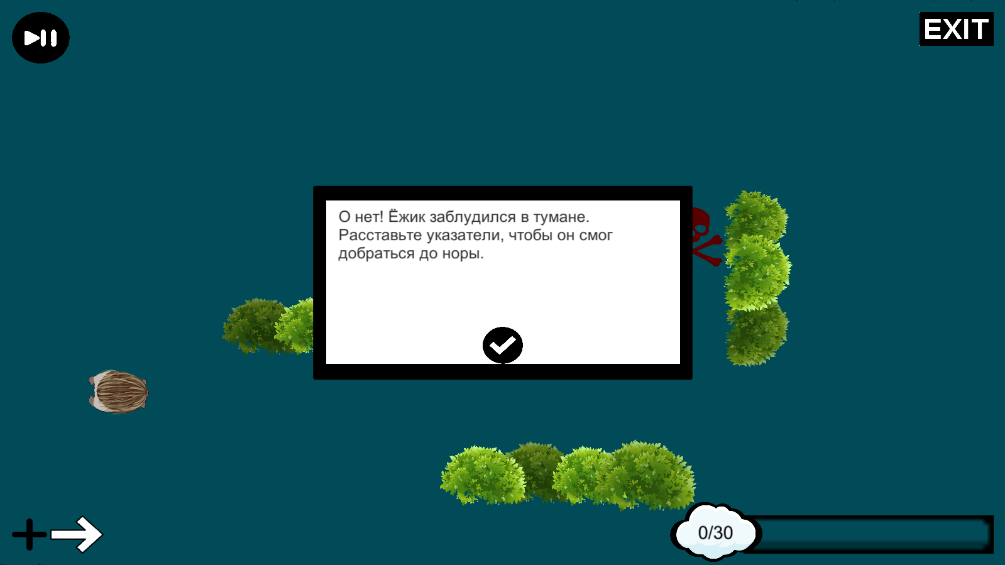 EXIT
О нет! Ёжик заблудился в тумане.
Расставьте указатели, чтобы он смог
добраться до норы.
0/30